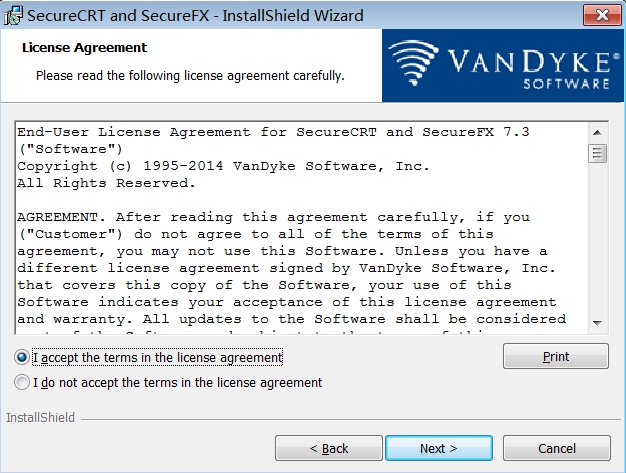 SecureCRT and SecureFX - InstallShield Wizard
License Agreement
Please read the following license agreement carefully.
VANDYKE®
SOFTWARE
End-User License Agreement for SecureCRT and SecureFX 7.3
("Software")
Copyright (c) 1995-2014 VanDyke Software, Inc.
All Rights Reserved.
AGREEMENT. After reading this agreement carefully, if you
("Customer") do not agree to all of the terms of this
agreement, you may not use this Software. Unless you have a
different license agreement signed by VanDyke Software, Inc.
that covers this copy of the Software, your use of this
Software indicates your acceptance of this license agreement
and warranty. All updates to the Software shall be considered
I accept the terms in the license agreement
Print
I do not accept the terms in the license agreement
InstallShield
< Back
Next >
Cancel